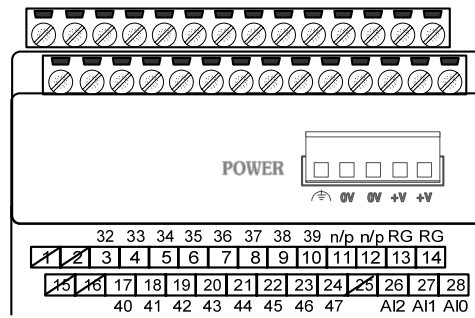 POWER
⏚ 0V 0V +V +V
32 33 34 35 36 37 38 39 n/p n/p RG RG
1 2 3 4 5 6 7 8 9 10 11 12 13 14
15 16 17 18 19 20 21 22 23 24 25 26 27 28
40 41 42 43 44 45 46 47 AI2 AI1 AI0